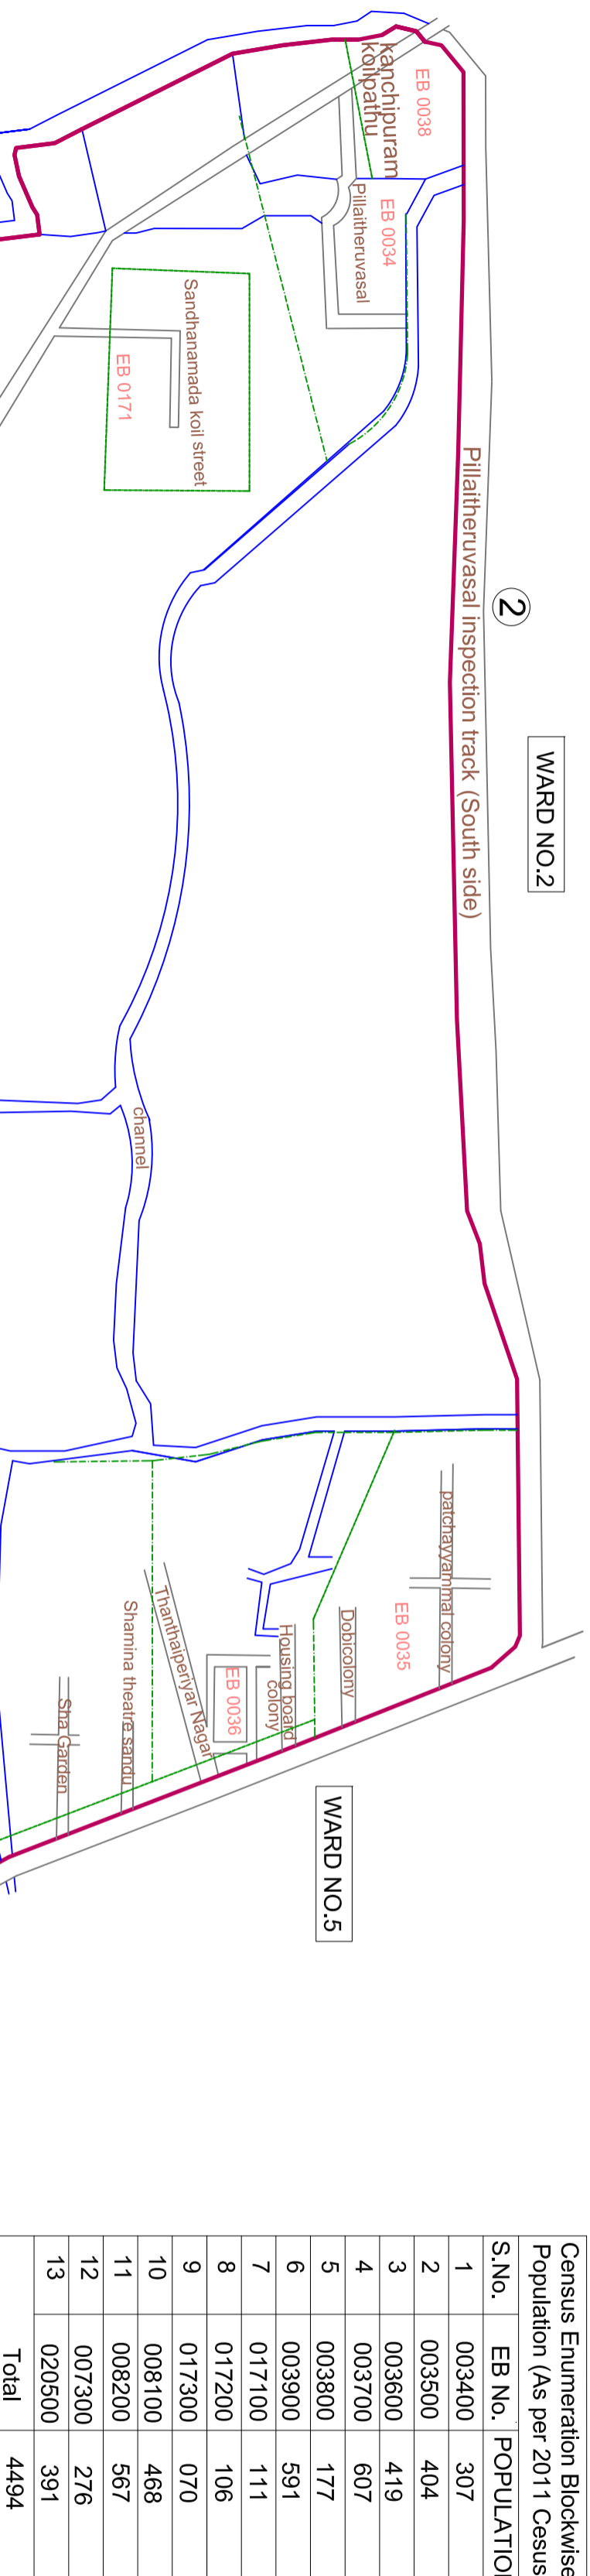 EB 0038
kanchipuram
koilpathu
EB 0034
Pillaitheruvasal
Sandhanamada koil street
EB 0171
Pillaitheruvasal inspection track (South side)
2
WARD NO.2
channel
patchayyammal colony
EB 0035
Dobicolony
Housing board
colony
EB 0036
Thanthaiperiyar Nagar
Shamina theatre sandu
Sha Garden
WARD NO.5
Census Enumeration Blockwise
Population (As per 2011 Cesus
S.No. EB No. POPULATIO
1 003400 307
2 003500 404
3 003600 419
4 003700 607
5 003800 177
6 003900 591
7 017100 111
8 017200 106
9 017300 070
10 008100 468
11 008200 567
12 007300 276
13 020500 391
Total 4494